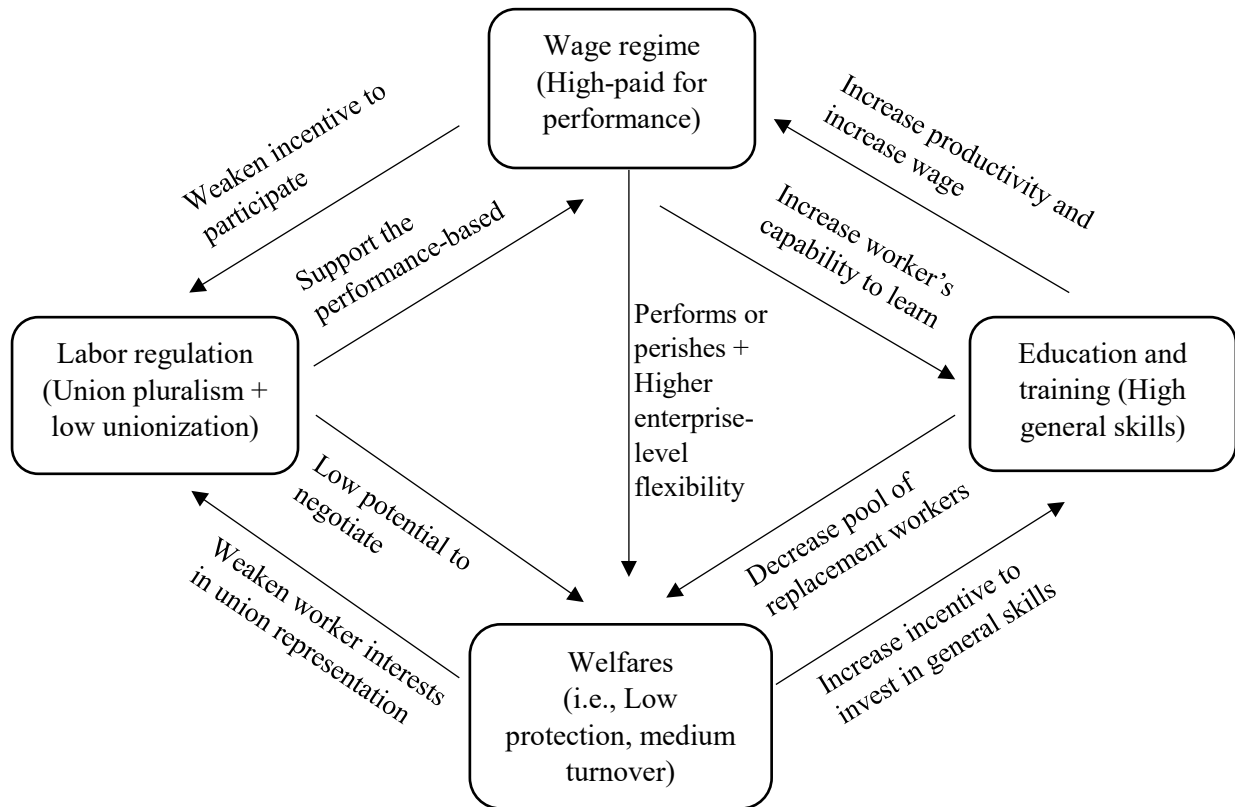 Wage regime
(High-paid for
performance)
Weaken incentive to
participate
Support the
performance-based
Increase productivity and
increase wage
Increase worker’s
capability to learn
Labor regulation
(Union pluralism +
low unionization)
Performs or
perishes +
Higher
enterprise-
level
flexibility
Education and
training (High
general skills)
Low potential to
negotiate
Weaken worker interests
in union representation
Decrease pool of
replacement workers
Increase incentive to
invest in general skills
Welfares
(i.e., Low
protection, medium
turnover)